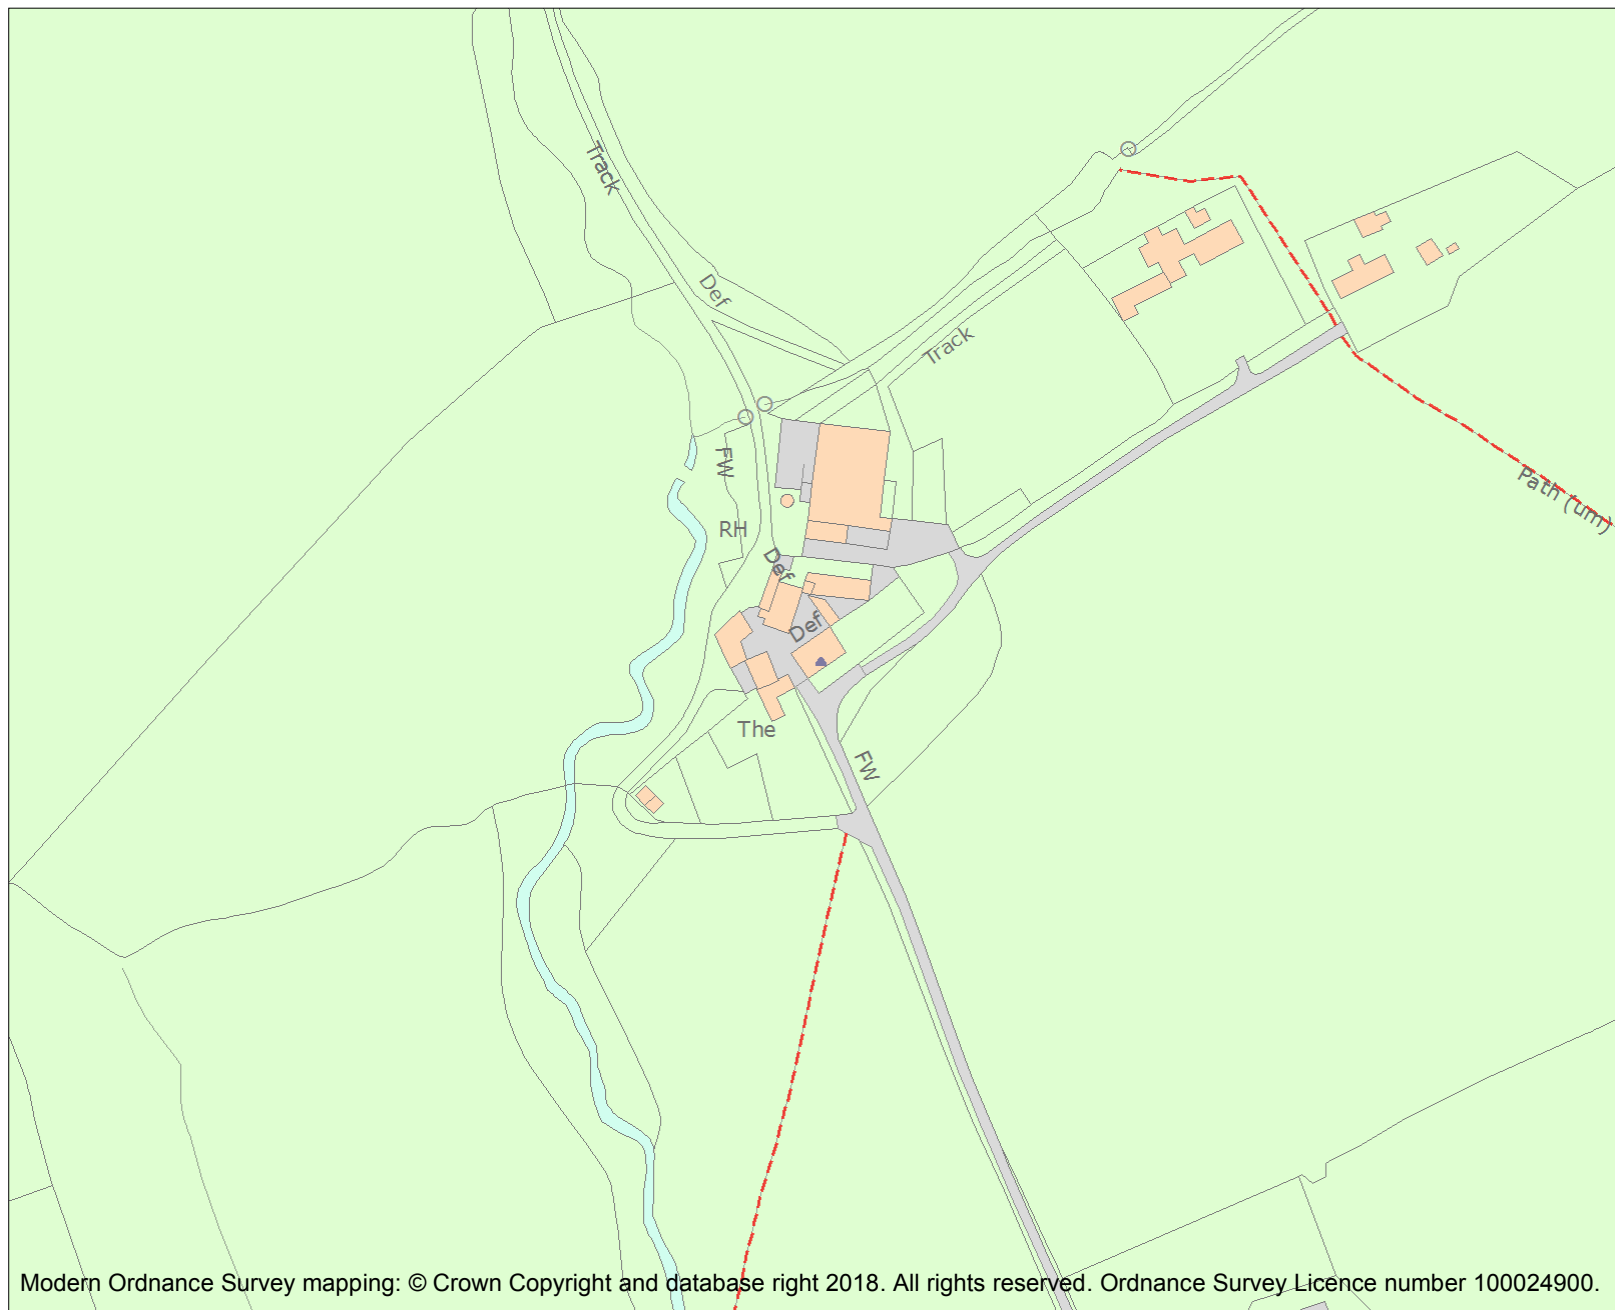 Track
Def
Track
FW
Path (um)
RH
Def
Def
The
FW
Modern Ordnance Survey mapping: © Crown Copyright and database right 2018. All rights reserved. Ordnance Survey Licence number 100024900.